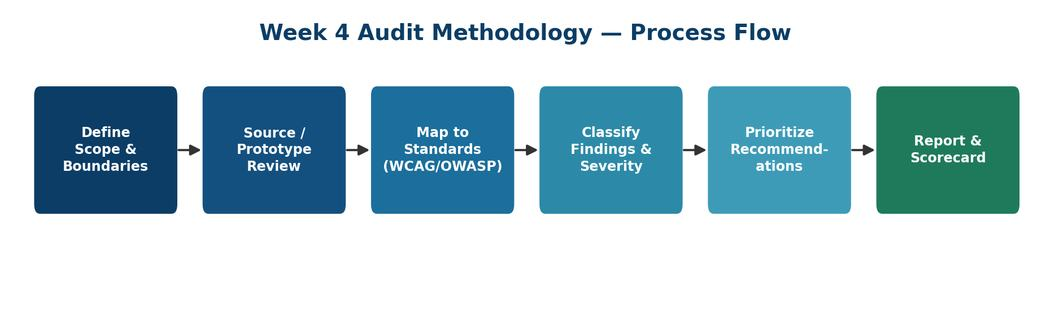 Week 4 Audit Methodology — Process Flow
Define
Scope &
Boundaries
Source /
Prototype
Review
Map to
Standards
(WCAG/OWASP)
Classify
Findings &
Severity
Prioritize
Recommend-
ations
Report &
Scorecard